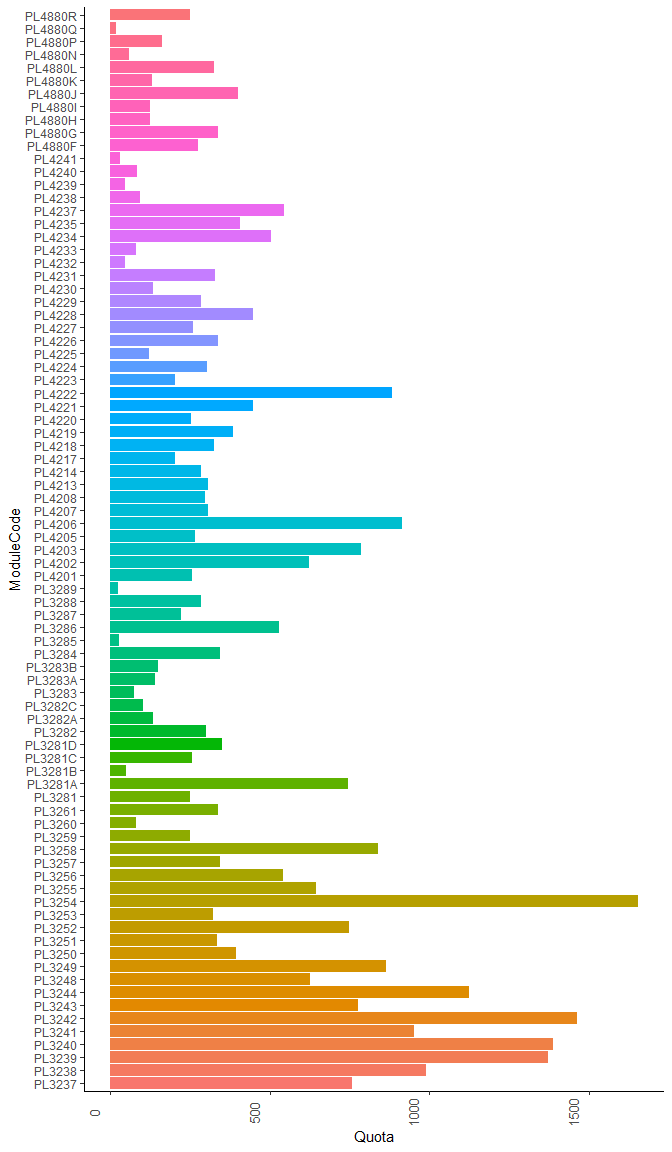 PL4880R
PL4880Q
PL4880P
PL4880N
PL4880L
PL4880K
PL4880J
PL4880I
PL4880H
PL4880G
PL4880F
PL4241
PL4240
PL4239
PL4238
PL4237
PL4235
PL4234
PL4233
PL4232
PL4231
PL4230
PL4229
PL4228
PL4227
PL4226
PL4225
PL4224
PL4223
PL4222
PL4221
PL4220
PL4219
PL4218
PL4217
PL4214
PL4213
PL4208
PL4207
PL4206
PL4205
PL4203
PL4202
PL4201
PL3289
PL3288
PL3287
PL3286
PL3285
PL3284
PL3283B
PL3283A
PL3283
PL3282C
PL3282A
PL3282
PL3281D
PL3281C
PL3281B
PL3281A
PL3281
PL3261
PL3260
PL3259
PL3258
PL3257
PL3256
PL3255
PL3254
PL3253
PL3252
PL3251
PL3250
PL3249
PL3248
PL3244
PL3243
PL3242
PL3241
PL3240
PL3239
PL3238
PL3237
ModuleCode
0
500
1000
1500
Quota